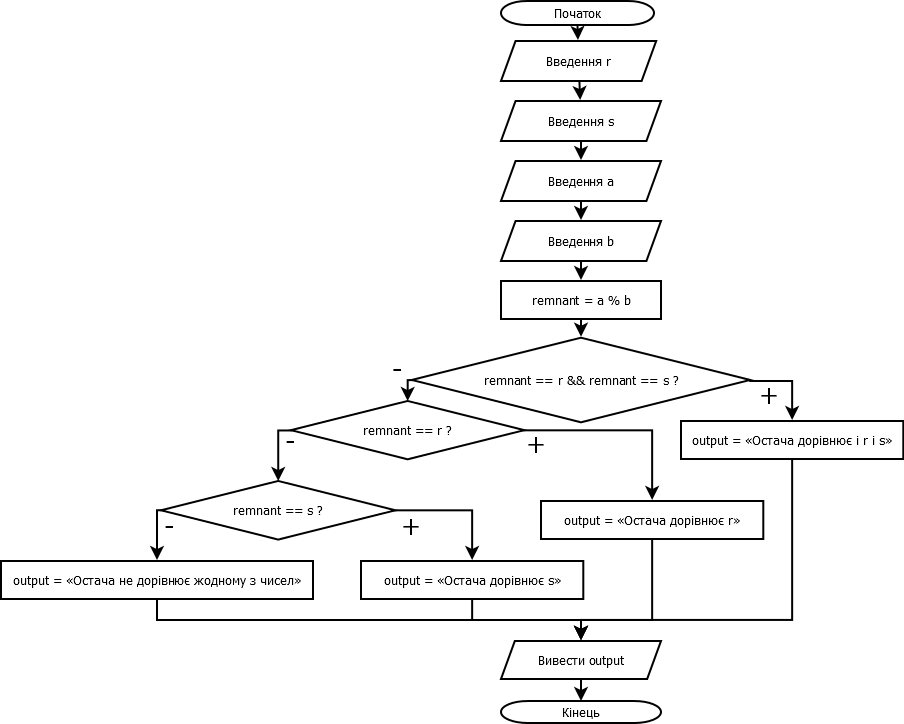 Початок
Введення r
Введення s
Введення a
Введення b
remnant = a % b
remnant == r && remnant == s ?
-
+
output = «Остача дорівнює і r і s»
remnant == r ?
-
+
output = «Остача дорівнює r»
remnant == s ?
-
+
output = «Остача не дорівнює жодному з чисел»
output = «Остача дорівнює s»
Вивести output
Кінець